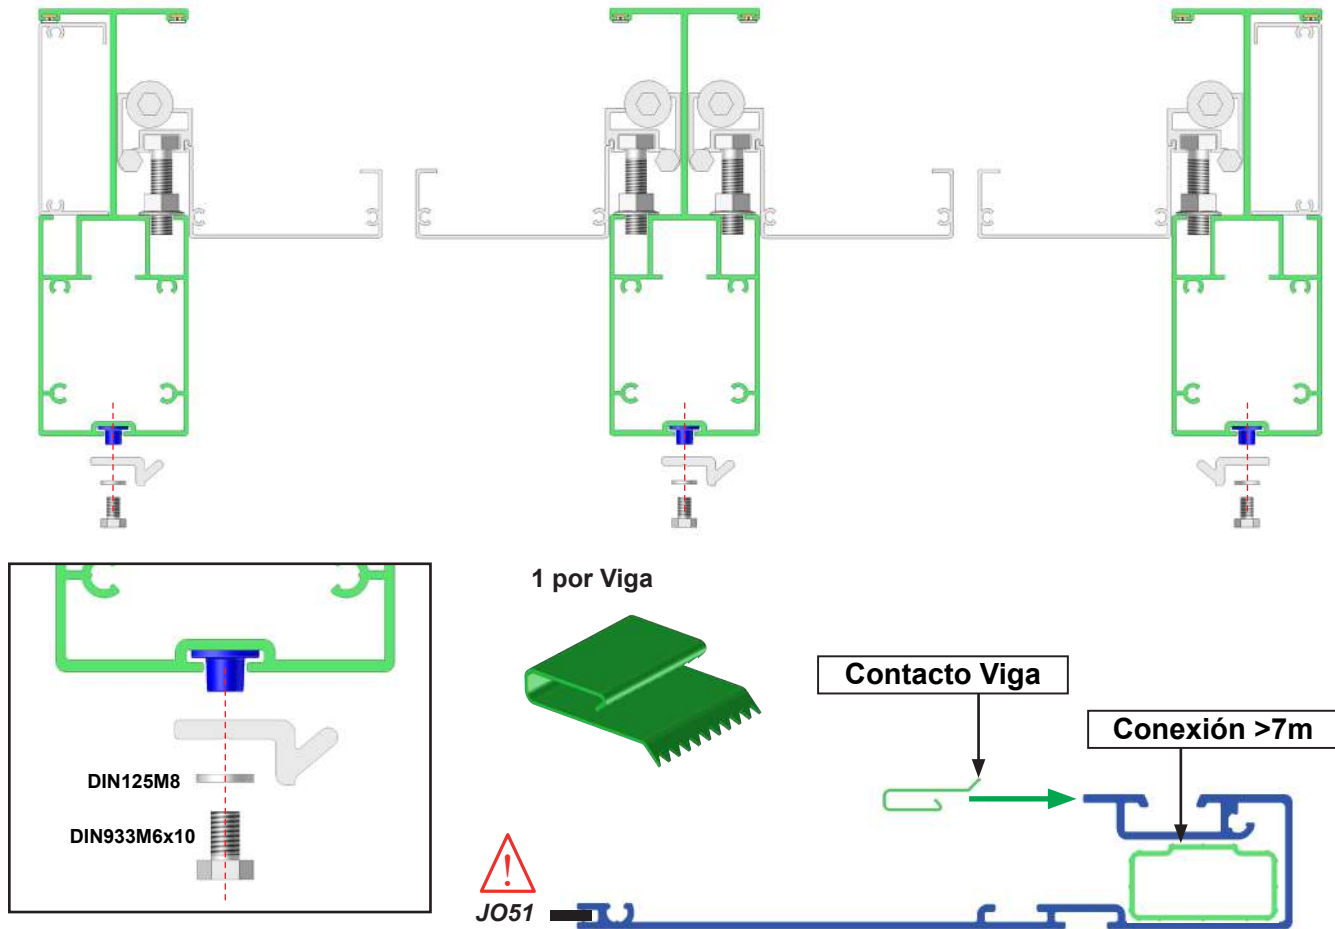 1 por Viga
Contacto Viga
Conexión >7m
DIN125M8
DIN933M6x10
JO51